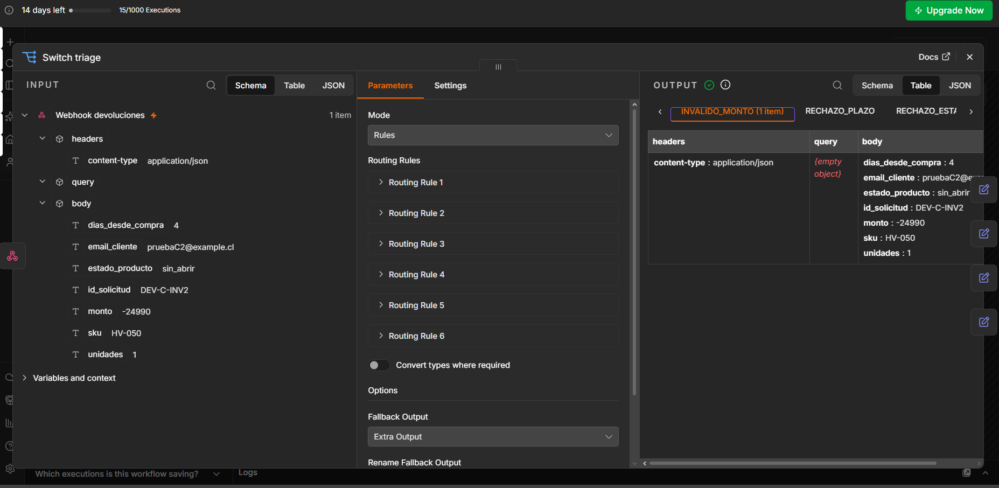 14 days left
15/1000 Executions
Upgrade Now
Switch triage
Docs
INPUT
Schema
Table
JSON
Webhook devoluciones
1 item
headers
content-type
application/json
query
body
dias_desde_compra
4
email_cliente
pruebaC2@example.cl
estado_producto
sin_abrir
id_solicitud
DEV-C-INV2
monto
-24990
sku
HV-050
unidades
1
Variables and context
Parameters
Settings
Mode
Rules
Routing Rules
Routing Rule 1
Routing Rule 2
Routing Rule 3
Routing Rule 4
Routing Rule 5
Routing Rule 6
Convert types where required
Options
Fallback Output
Extra Output
Rename Fallback Output
OUTPUT
Schema
Table
JSON
INVALIDO_MONTO (1 item)
RECHAZO_PLAZO
RECHAZO_ESTA
headers
query
body
content-type : application/json
{empty
object}
dias_desde_compra : 4
email_cliente : pruebaC2@exe
estado_producto : sin_abrir
id_solicitud : DEV-C-INV2
monto : -24990
sku : HV-050
unidades : 1
Which executions is this workflow saving?
Logs